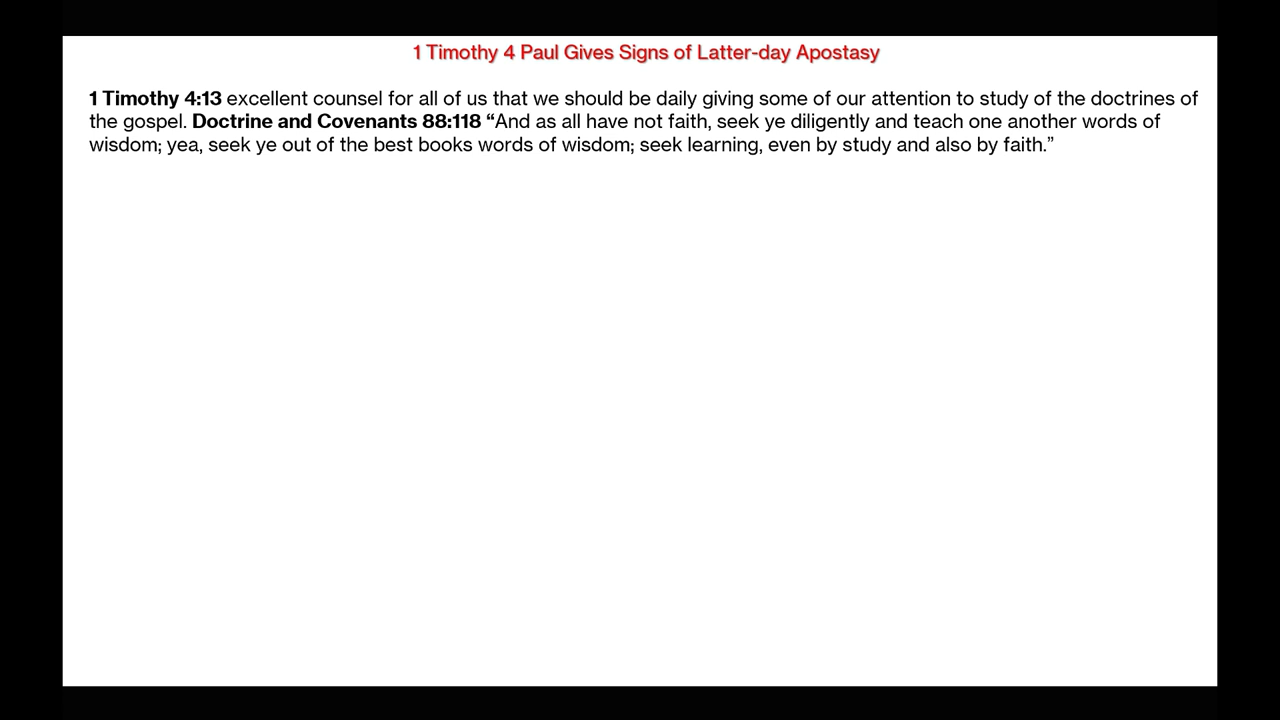 1 Timothy 4 Paul Gives Signs of Latter-day Apostasy
1 Timothy 4:13 excellent counsel for all of us that we should be daily giving some of our attention to study of the doctrines of
the gospel. Doctrine and Covenants 88:118 “And as all have not faith, seek ye diligently and teach one another words of
wisdom; yea, seek ye out of the best books words of wisdom; seek learning, even by study and also by faith.”